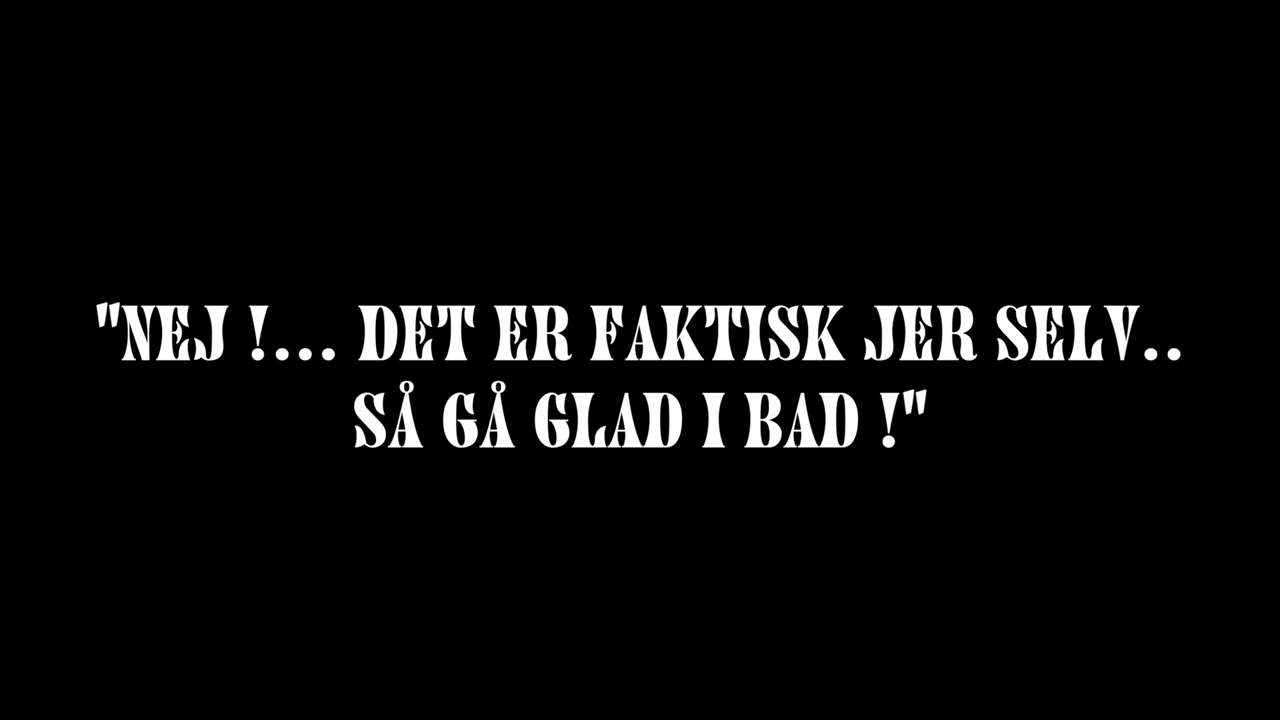 "NEJ !... DET ER FAKTISK JER SELV..
SÅ GÅ GLAD I BAD !"